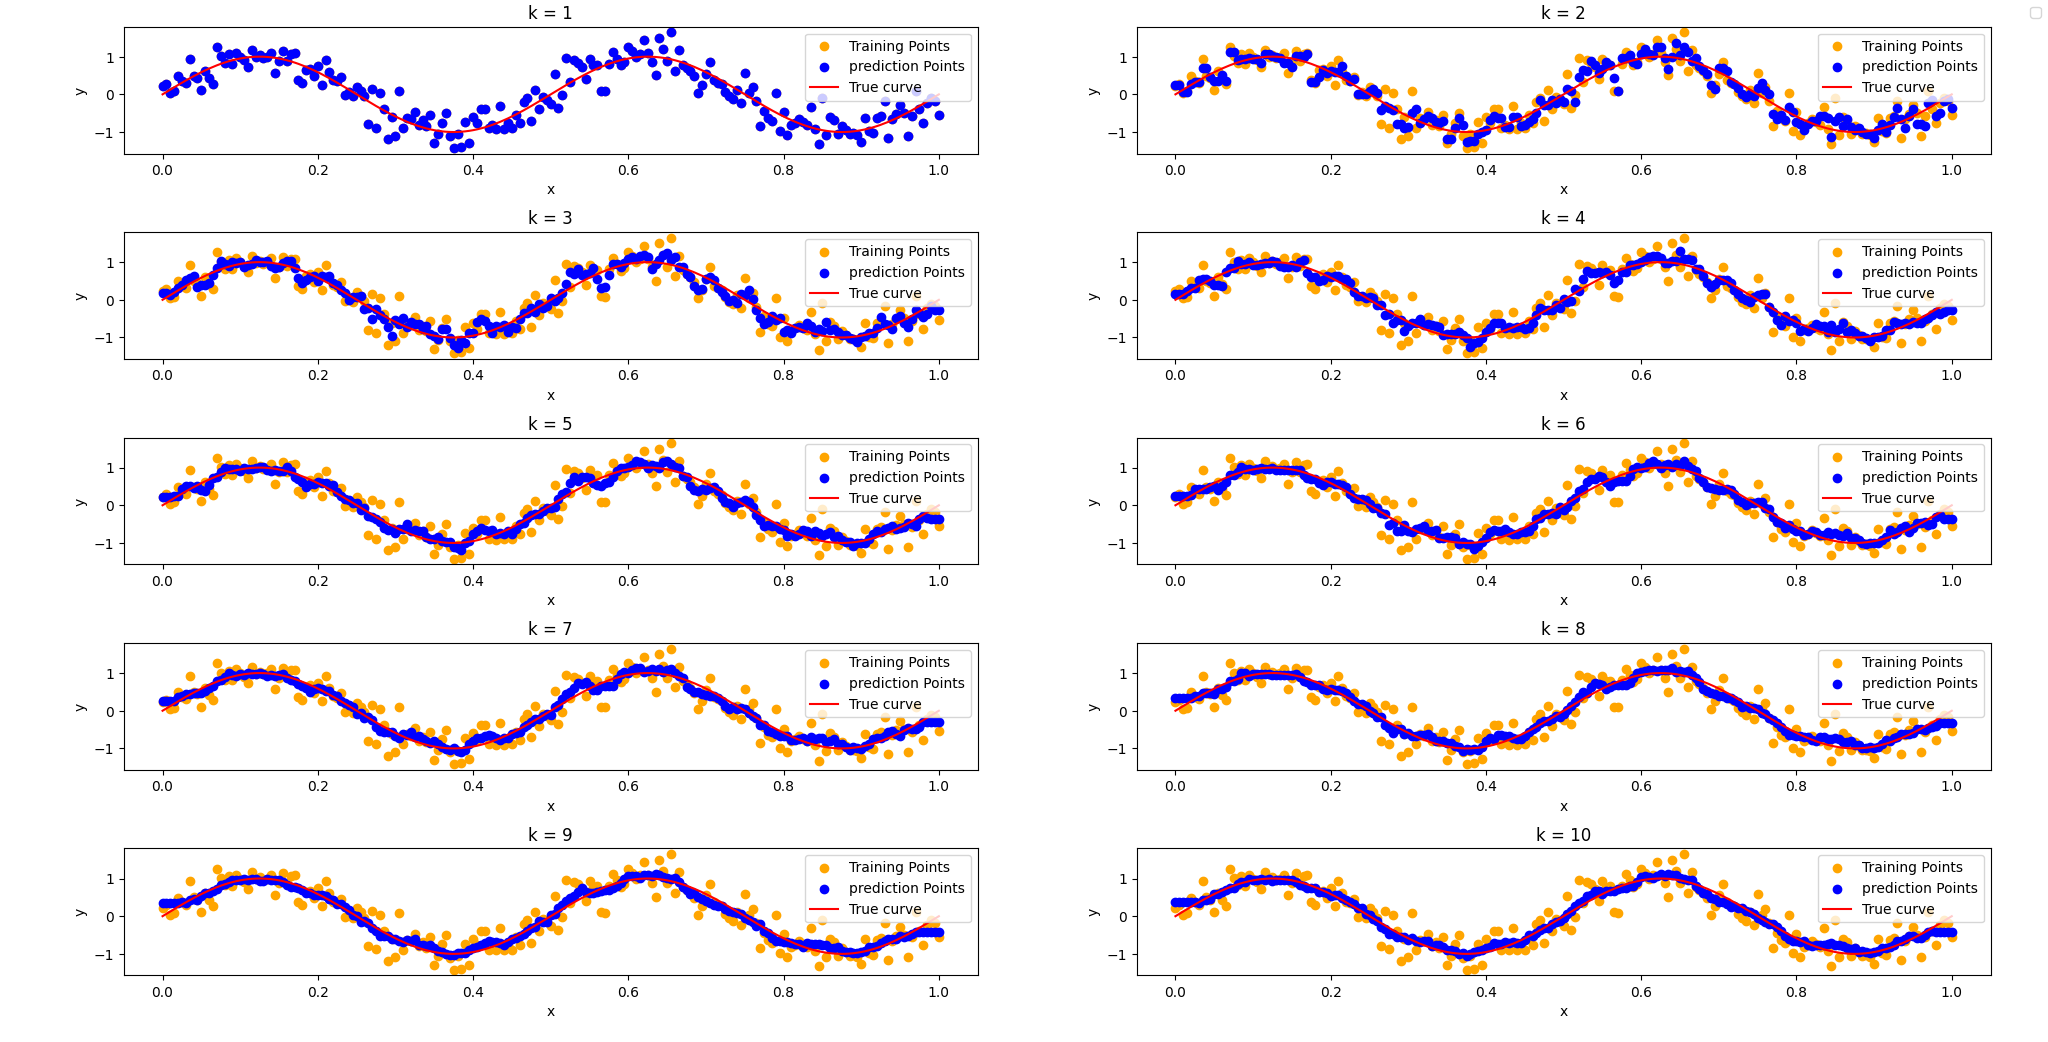 k = 1
Training Points
prediction Points
True curve
y
1
0
−1
0.0 0.2 0.4 0.6 0.8 1.0
x
k = 2
Training Points
prediction Points
True curve
y
1
0
−1
0.0 0.2 0.4 0.6 0.8 1.0
x
k = 3
Training Points
prediction Points
True curve
y
1
0
−1
0.0 0.2 0.4 0.6 0.8 1.0
x
k = 4
Training Points
prediction Points
True curve
y
1
0
−1
0.0 0.2 0.4 0.6 0.8 1.0
x
k = 5
Training Points
prediction Points
True curve
y
1
0
−1
0.0 0.2 0.4 0.6 0.8 1.0
x
k = 6
Training Points
prediction Points
True curve
y
1
0
−1
0.0 0.2 0.4 0.6 0.8 1.0
x
k = 7
Training Points
prediction Points
True curve
y
1
0
−1
0.0 0.2 0.4 0.6 0.8 1.0
x
k = 8
Training Points
prediction Points
True curve
y
1
0
−1
0.0 0.2 0.4 0.6 0.8 1.0
x
k = 9
Training Points
prediction Points
True curve
y
1
0
−1
0.0 0.2 0.4 0.6 0.8 1.0
x
k = 10
Training Points
prediction Points
True curve
y
1
0
−1
0.0 0.2 0.4 0.6 0.8 1.0
x